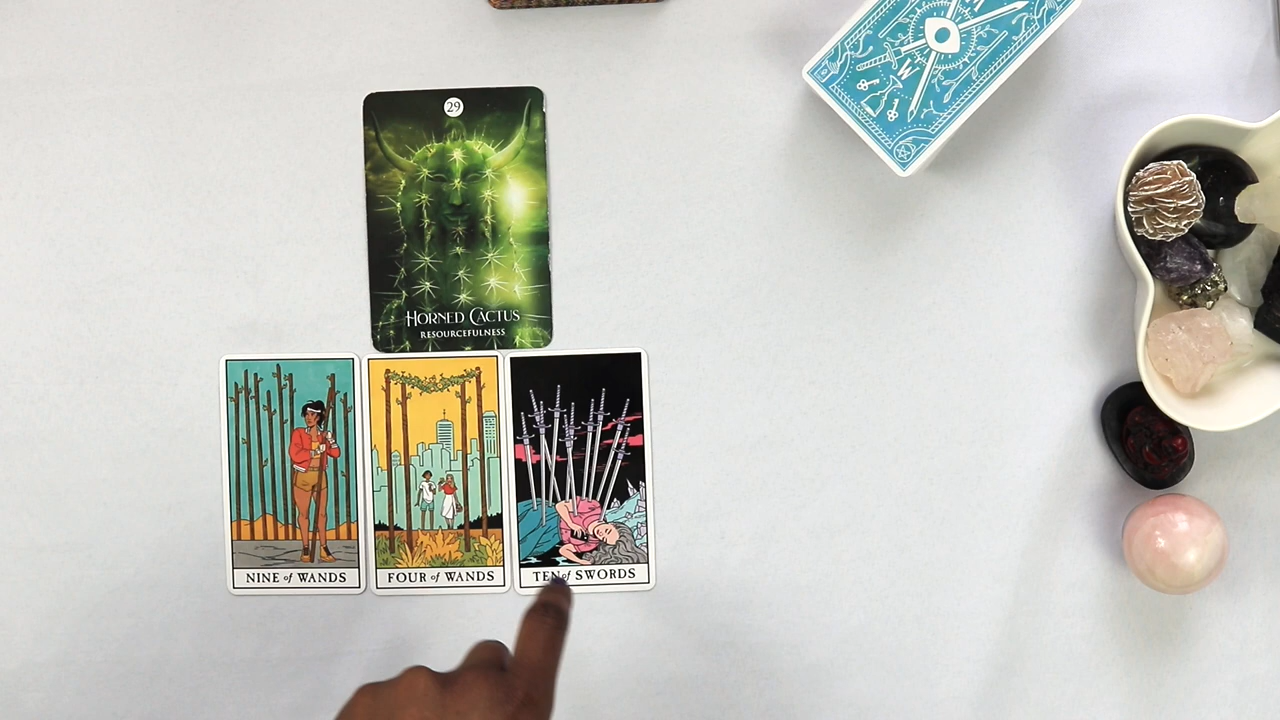 29
HORNED CACTUS
RESOURCEFULNESS
NINE of WANDS
FOUR of WANDS
TEN of SWORDS
M
W